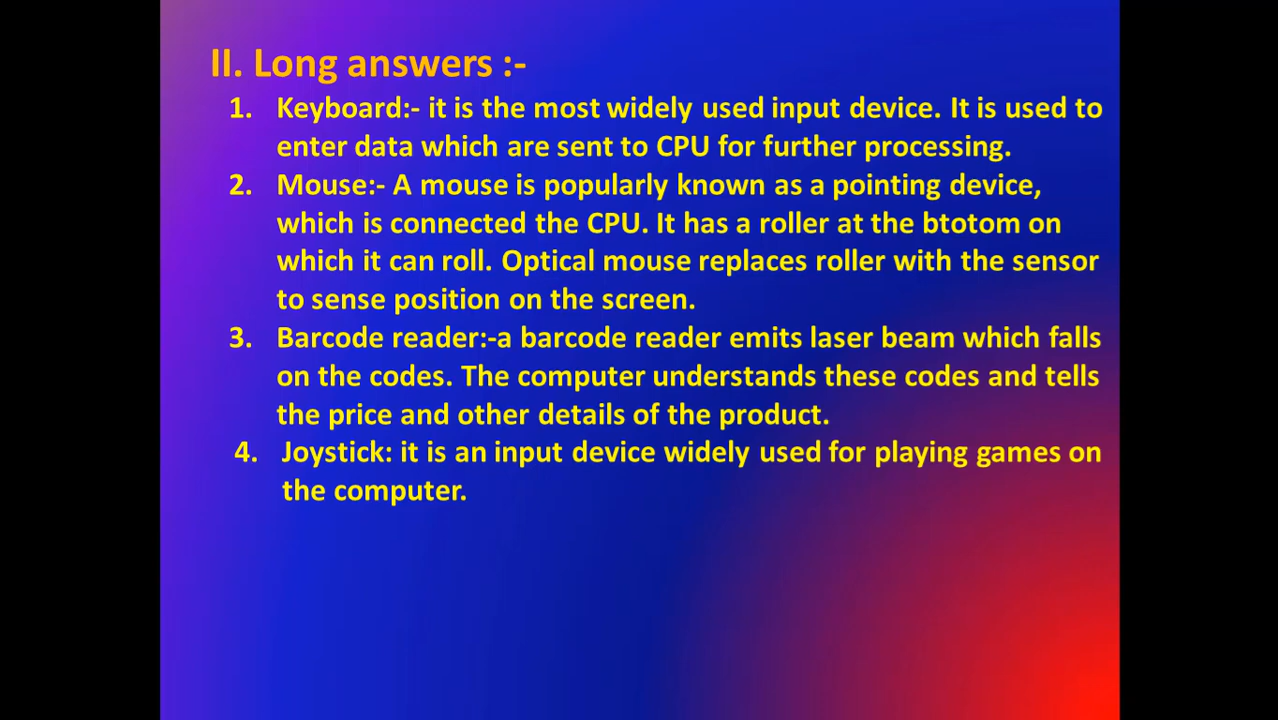 II. Long answers :-
1. Keyboard:- it is the most widely used input device. It is used to
enter data which are sent to CPU for further processing.
2. Mouse:- A mouse is popularly known as a pointing device,
which is connected the CPU. It has a roller at the btotom on
which it can roll. Optical mouse replaces roller with the sensor
to sense position on the screen.
3. Barcode reader:-a barcode reader emits laser beam which falls
on the codes. The computer understands these codes and tells
the price and other details of the product.
4. Joystick: it is an input device widely used for playing games on
the computer.